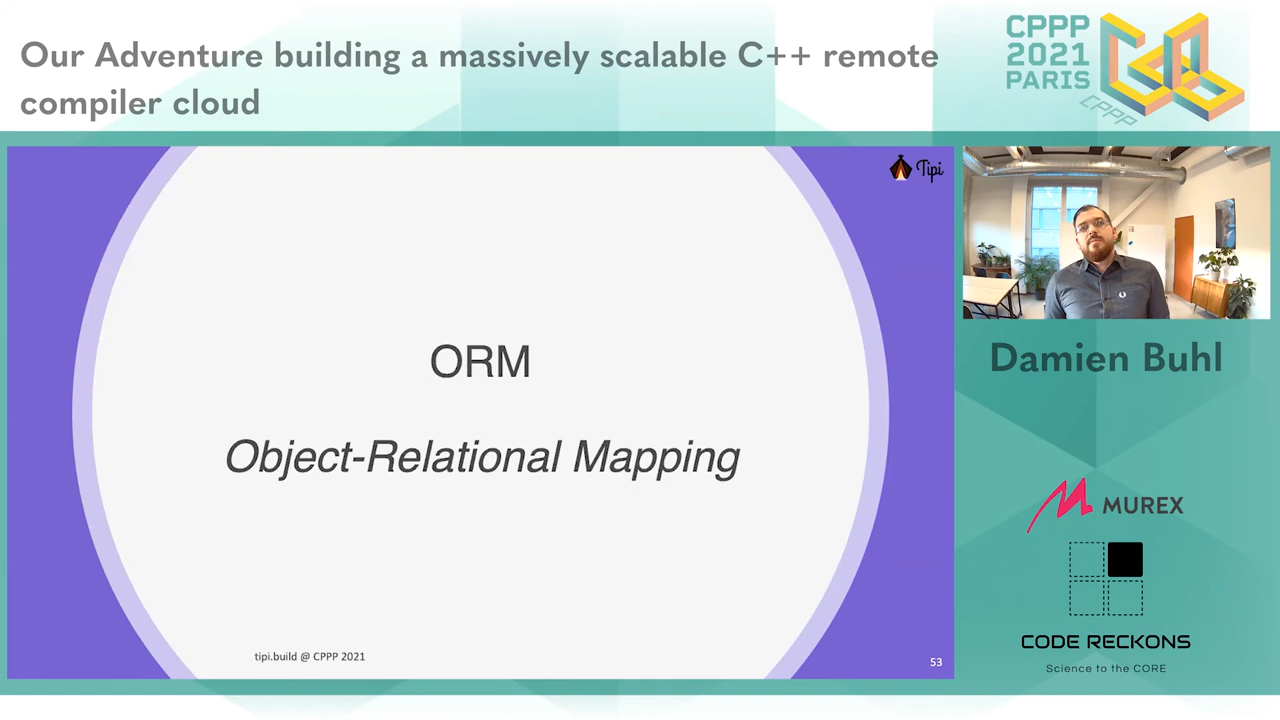 Our Adventure building a massively scalable C++ remote
compiler cloud
CPPP
2021
PARIS
CPPP
Tipi
ORM
Object-Relational Mapping
tipi.build @ CPPP 2021
53
Damien Buhl
MUREX
CODE RECKONS
Science to the CORE